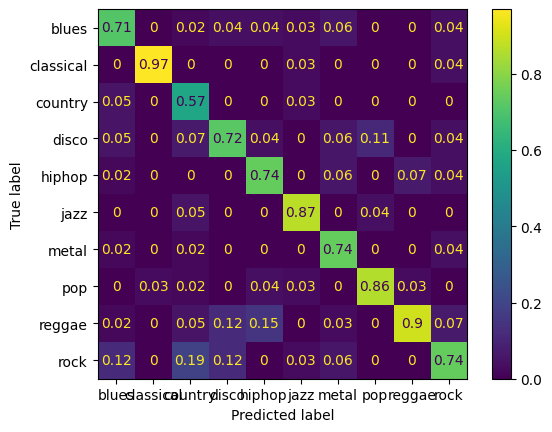 blues 0.71 0 0.02 0.04 0.04 0.03 0.06 0 0 0.04
classical 0 0.97 0 0 0 0.03 0 0 0 0.04
country 0.05 0 0.57 0 0 0.03 0 0 0 0
disco 0.05 0 0.07 0.72 0.04 0 0.06 0.11 0 0.04
hiphop 0.02 0 0 0 0.74 0 0.06 0 0.07 0.04
jazz 0 0 0.05 0 0 0.87 0 0.04 0 0
metal 0.02 0 0.02 0 0 0 0.74 0 0 0.04
pop 0 0.03 0.02 0 0.04 0.03 0 0.86 0.03 0
reggae 0.02 0 0.05 0.12 0.15 0 0.03 0 0.9 0.07
rock 0.12 0 0.19 0.12 0 0.03 0.06 0 0 0.74
blues classical country disco hiphop jazz metal pop reggae rock
Predicted label
True label
0.8
0.6
0.4
0.2
0.0